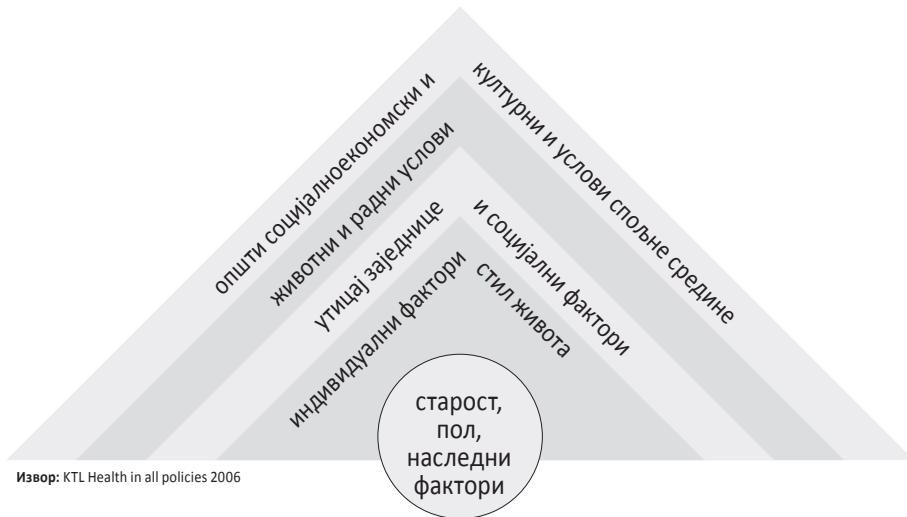 општи социјалноекономски и
културни и услови спољне средине
животни и радни услови
утицај заједнице
и социјални фактори
индивидуални фактори
стил живота
старост,
пол,
наследни
фактори
Извор: KTL Health in all policies 2006